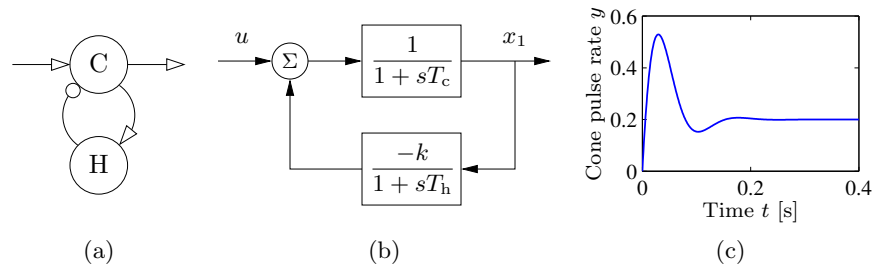 C
H
(a)
u
Σ
1
1 + sT_c
x_1
-k
1 + sT_h
(b)
Cone pulse rate y
0.6
0.4
0.2
0
0
0.2
0.4
Time t [s]
(c)